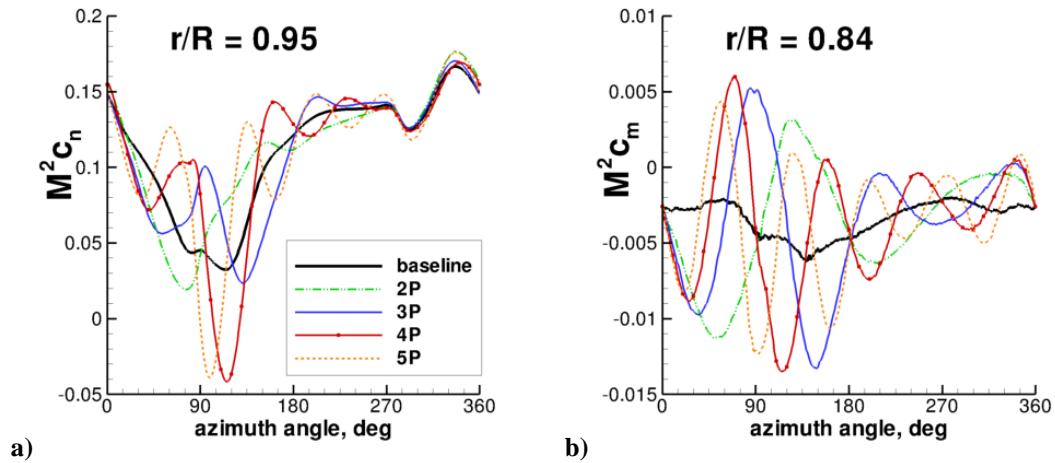 r/R = 0.95
M²cₙ
0.2
0.15
0.1
0.05
0
-0.05
0
90
180
270
360
azimuth angle, deg
baseline
2P
3P
4P
5P
a)
r/R = 0.84
M²cₘ
0.01
0.005
0
-0.005
-0.01
-0.015
0
90
180
270
360
azimuth angle, deg
b)